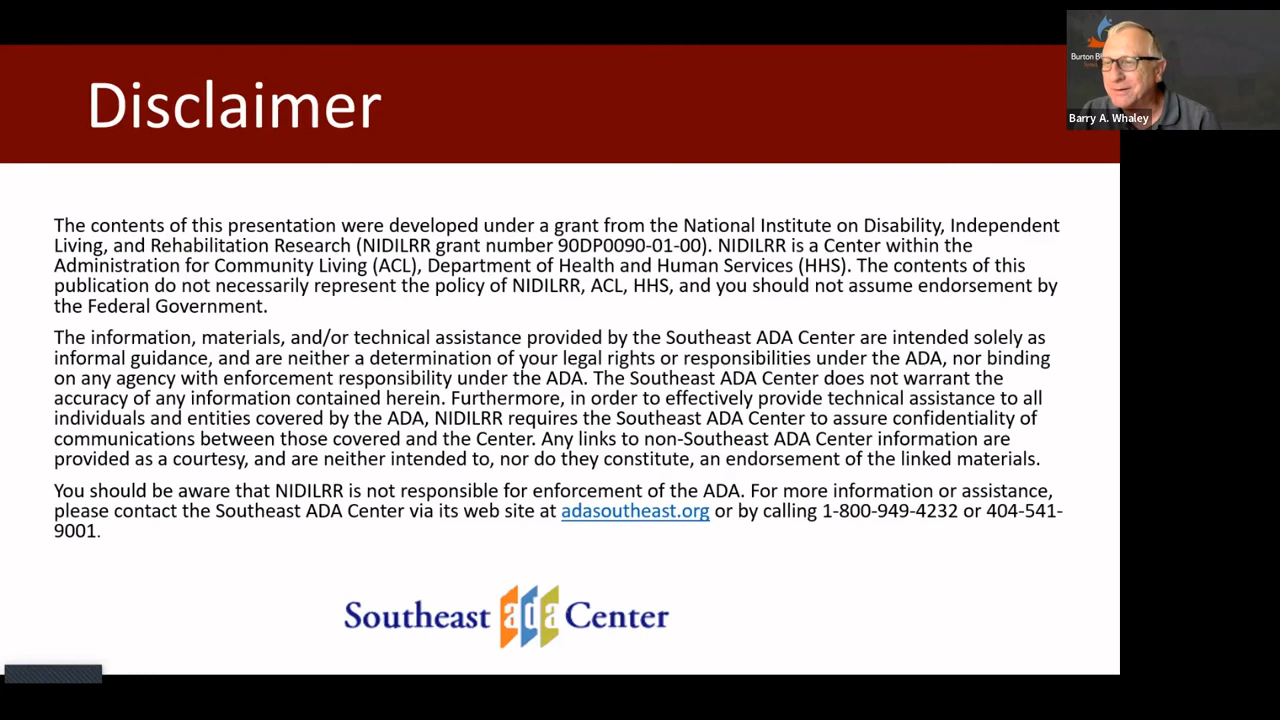 Disclaimer
Burton Bl
Barry A. Whaley
The contents of this presentation were developed under a grant from the National Institute on Disability, Independent
Living, and Rehabilitation Research (NIDILRR grant number 90DP0090-01-00). NIDILRR is a Center within the
Administration for Community Living (ACL), Department of Health and Human Services (HHS). The contents of this
publication do not necessarily represent the policy of NIDILRR, ACL, HHS, and you should not assume endorsement by
the Federal Government.
The information, materials, and/or technical assistance provided by the Southeast ADA Center are intended solely as
informal guidance, and are neither a determination of your legal rights or responsibilities under the ADA, nor binding
on any agency with enforcement responsibility under the ADA. The Southeast ADA Center does not warrant the
accuracy of any information contained herein. Furthermore, in order to effectively provide technical assistance to all
individuals and entities covered by the ADA, NIDILRR requires the Southeast ADA Center to assure confidentiality of
communications between those covered and the Center. Any links to non-Southeast ADA Center information are
provided as a courtesy, and are neither intended to, nor do they constitute, an endorsement of the linked materials.
You should be aware that NIDILRR is not responsible for enforcement of the ADA. For more information or assistance,
please contact the Southeast ADA Center via its web site at adasoutheast.org or by calling 1-800-949-4232 or 404-541-
9001.
Southeast ada Center